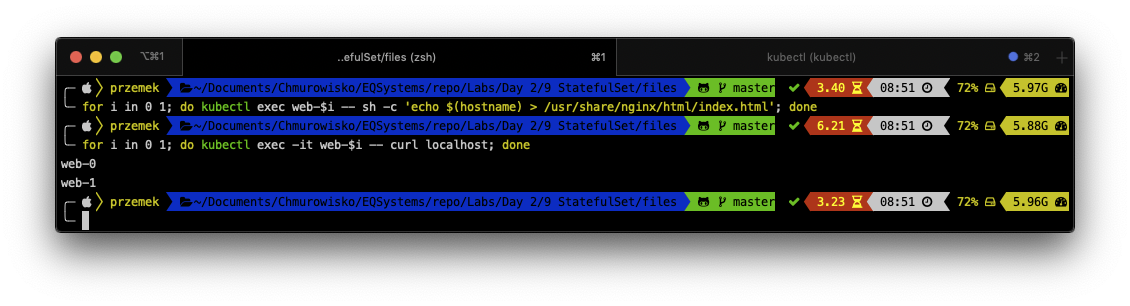 ⌥⌘1 ..efulSet/files (zsh) ⌘1 kubectl (kubectl) ⌘2 +
przemek ~/Documents/Chmurowisko/EQSystems/repo/Labs/Day 2/9 StatefulSet/files master ✓ 3.40 08:51 72% 5.97G
for i in 0 1; do kubectl exec web-$i -- sh -c 'echo $(hostname) > /usr/share/nginx/html/index.html'; done
przemek ~/Documents/Chmurowisko/EQSystems/repo/Labs/Day 2/9 StatefulSet/files master ✓ 6.21 08:51 72% 5.88G
for i in 0 1; do kubectl exec -it web-$i -- curl localhost; done
web-0
web-1
przemek ~/Documents/Chmurowisko/EQSystems/repo/Labs/Day 2/9 StatefulSet/files master ✓ 3.23 08:51 72% 5.96G